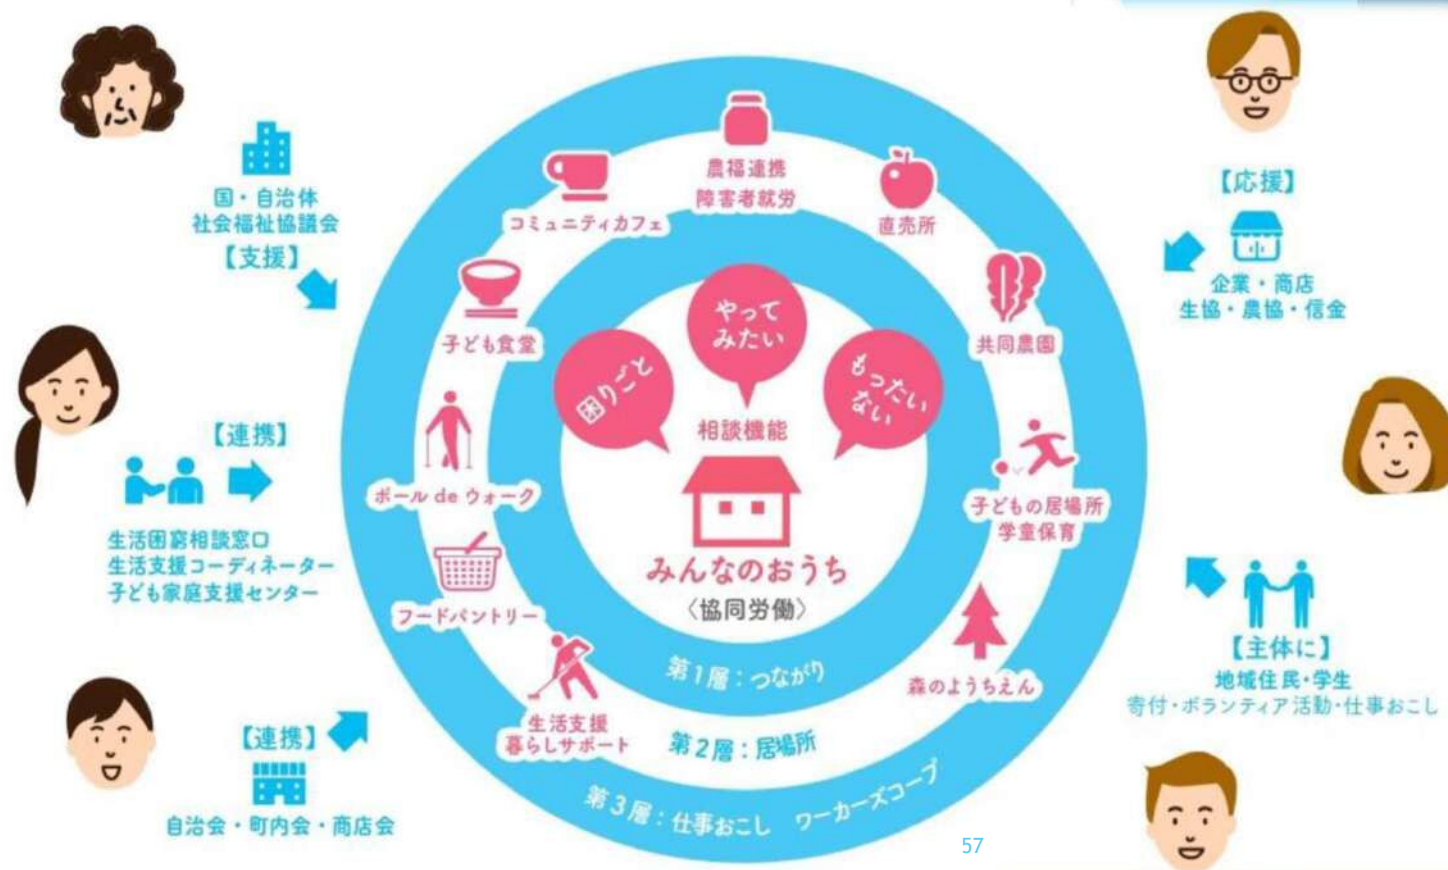 国・自治体
社会福祉協議会
【支援】
【連携】
生活困窮相談窓口
生活支援コーディネーター
子ども家庭支援センター
【連携】
自治会・町内会・商店会
農福連携
障害者就労
コミュニティカフェ
直売所
子ども食堂
共同農園
ポール de ウォーク
子どもの居場所
学童保育
フードパントリー
森のようちえん
生活支援
暮らしサポート
やって
みたい
困りごと
もったい
ない
相談機能
みんなのおうち
〈協同労働〉
第1層：つながり
第2層：居場所
第3層：仕事おこし ワーカーズコープ
【応援】
企業・商店
生協・農協・信金
【主体に】
地域住民・学生
寄付・ボランティア活動・仕事おこし
57